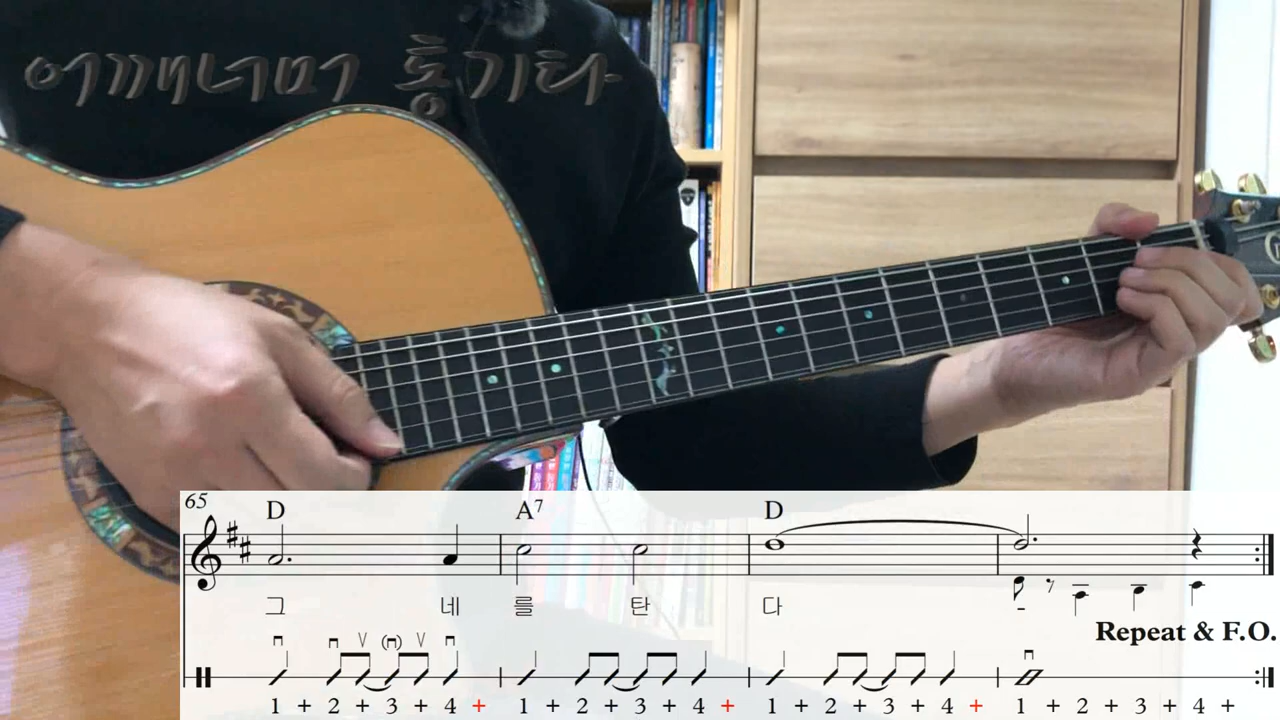 어깨너머 통기타
65
D A7 D
그 네 를 탄 다 -
Repeat & F.O.
1 + 2 + 3 + 4 + 1 + 2 + 3 + 4 + 1 + 2 + 3 + 4 + 1 + 2 + 3 + 4 +